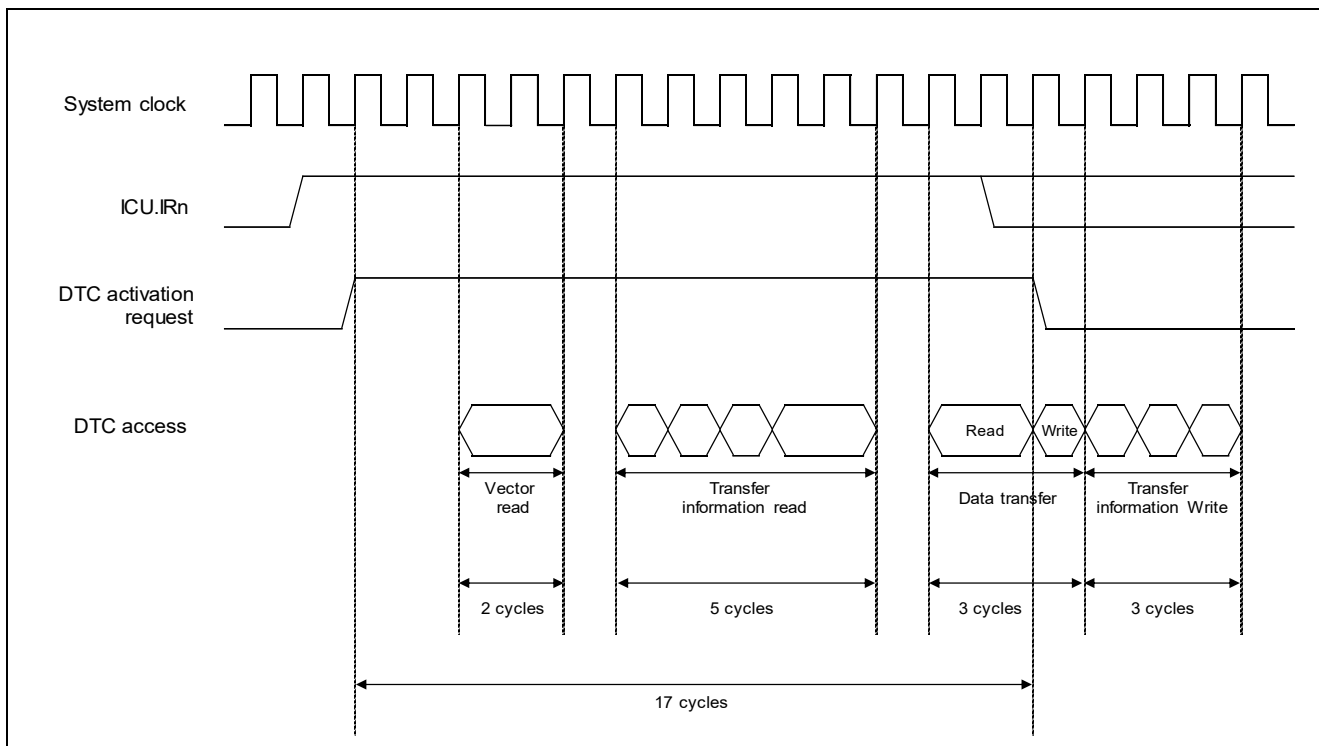 System clock
ICU.IRn
DTC activation
request
DTC access
Read
Write
Vector
read
Transfer
information read
Data transfer
Transfer
information Write
2 cycles
5 cycles
3 cycles
3 cycles
17 cycles